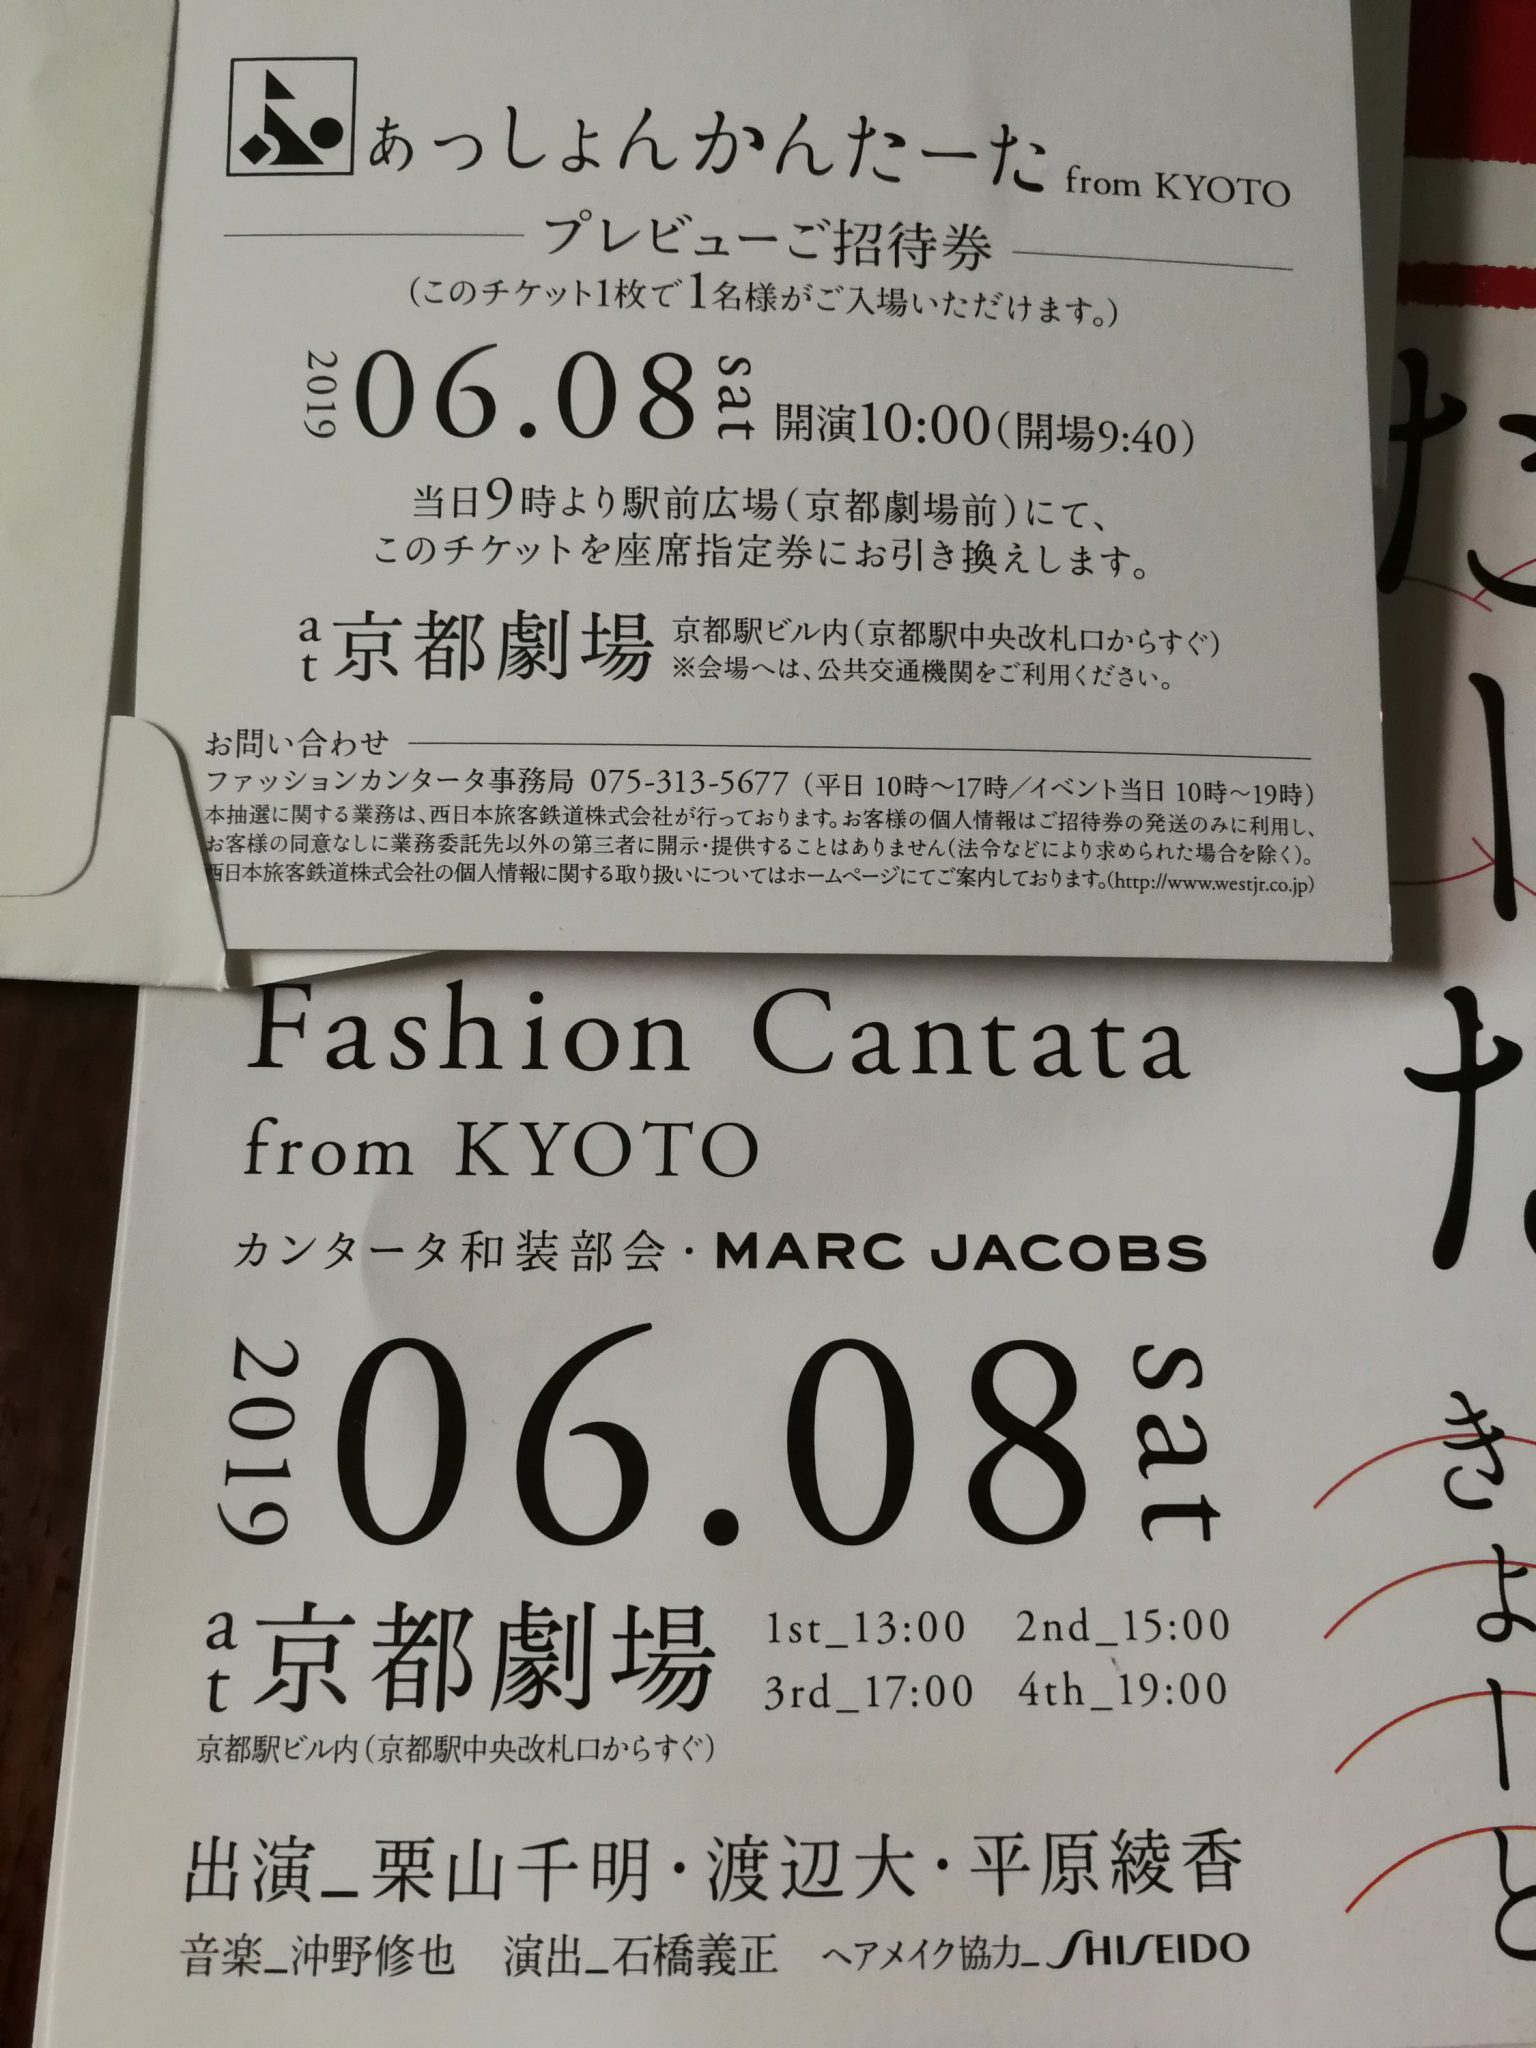 あっしょんかんたーた from KYOTO
プレビューご招待券
(このチケット1枚で1名様がご入場いただけます。)
2019 06.08 sat 開演10:00(開場9:40)
当日9時より駅前広場(京都劇場前)にて、
このチケットを座席指定券にお引き換えします。
at 京都劇場 京都駅ビル内(京都駅中央改札口からすぐ)
※会場へは、公共交通機関をご利用ください。
お問い合わせ
ファッションカンタータ事務局 075-313-5677 (平日 10時〜17時/イベント当日 10時〜19時)
本抽選に関する業務は、西日本旅客鉄道株式会社が行っております。お客様の個人情報はご招待券の発送のみに利用し、
お客様の同意なしに業務委託先以外の第三者に開示・提供することはありません(法令などにより求められた場合を除く)。
西日本旅客鉄道株式会社の個人情報に関する取り扱いについてはホームページにてご案内しております。(http://www.westjr.co.jp)
Fashion Cantata
from KYOTO
カンタータ和装部会・MARC JACOBS
2019 06.08 sat
at 京都劇場 1st_13:00 2nd_15:00
3rd_17:00 4th_19:00
京都駅ビル内(京都駅中央改札口からすぐ)
出演_栗山千明・渡辺大・平原綾香
音楽_沖野修也 演出_石橋義正 ヘアメイク協力_SHISEIDO
きょーと